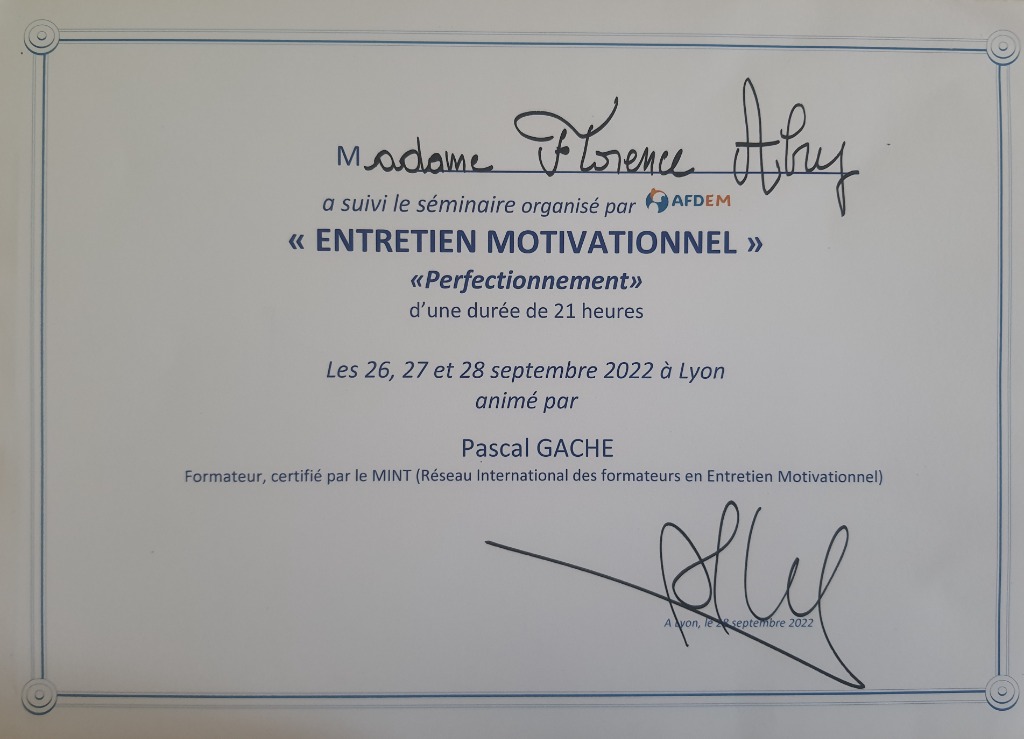 Madame Florence Abry
a suivi le séminaire organisé par AFDEM
« ENTRETIEN MOTIVATIONNEL »
«Perfectionnement»
d’une durée de 21 heures
Les 26, 27 et 28 septembre 2022 à Lyon
animé par
Pascal GACHE
Formateur, certifié par le MINT (Réseau International des formateurs en Entretien Motivationnel)
A Lyon, le 28 septembre 2022